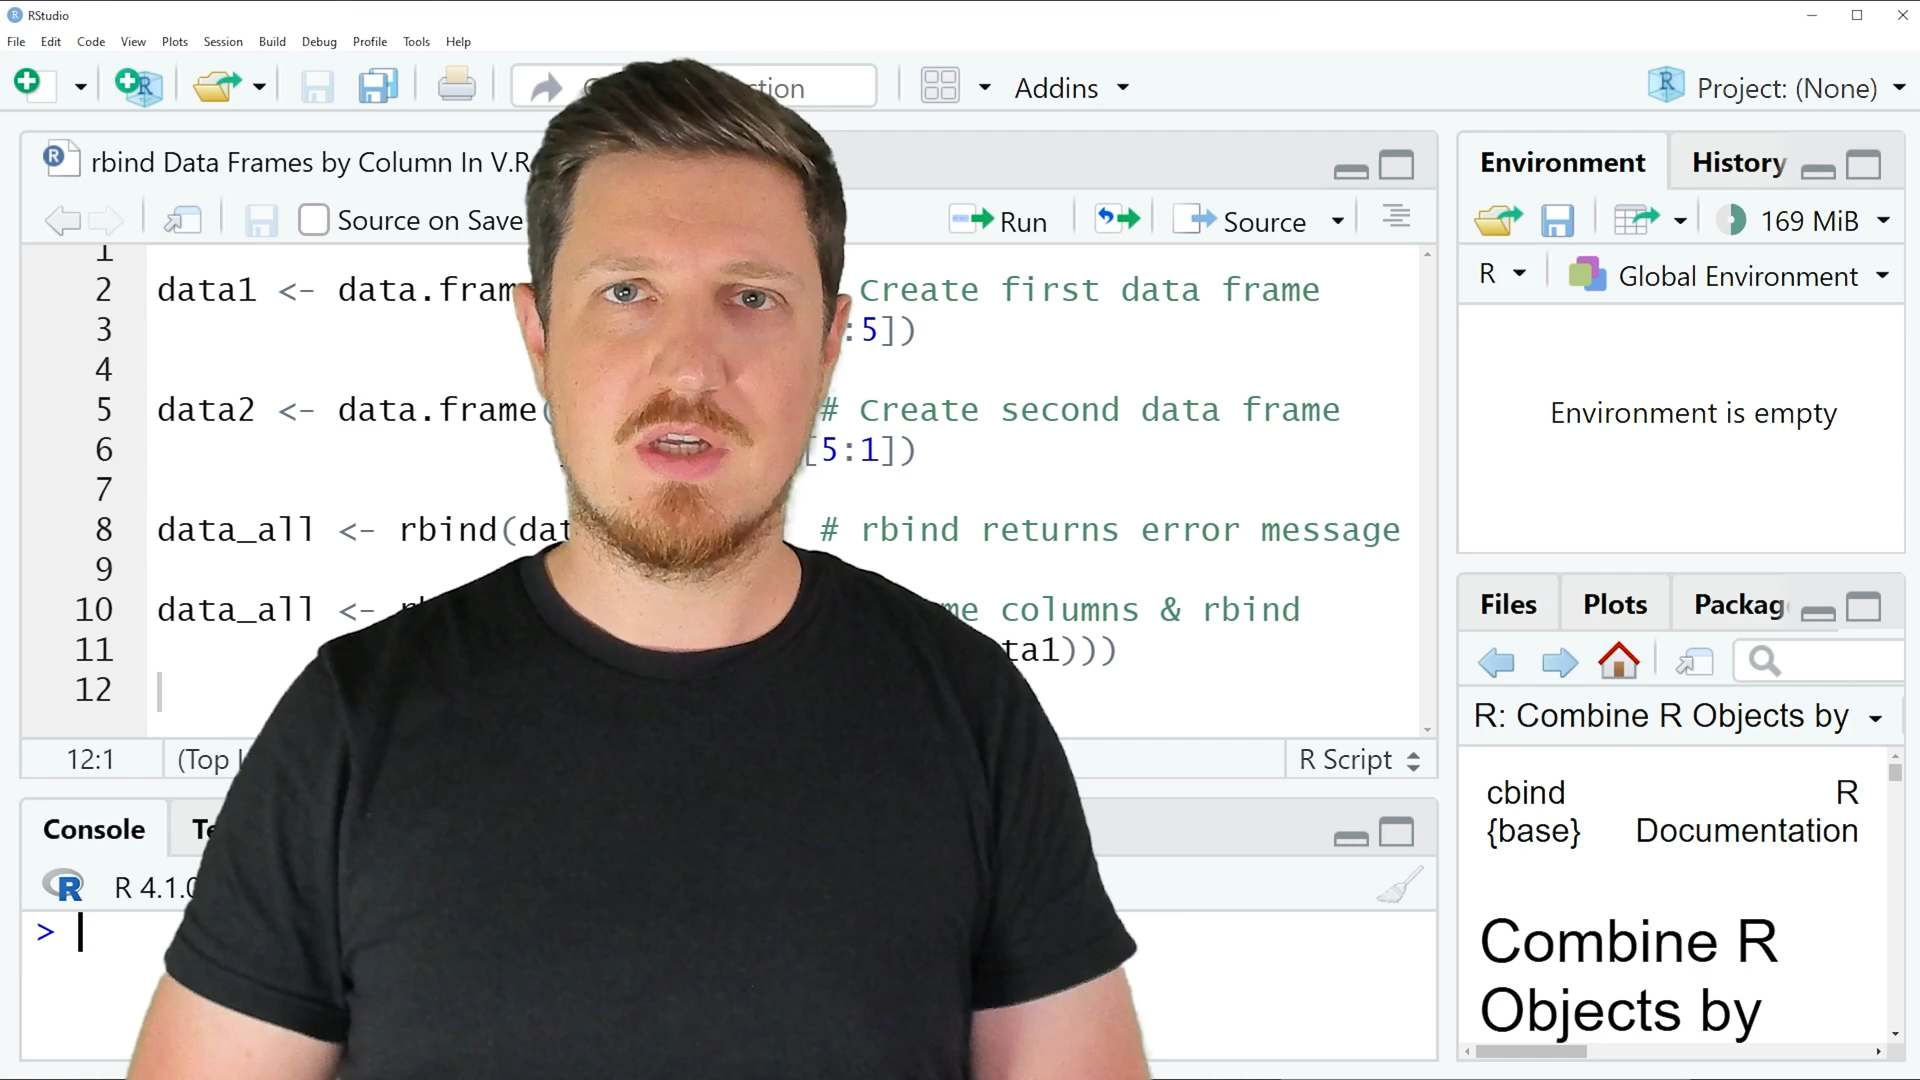 RStudio
File Edit Code View Plots Session Build Debug Profile Tools Help
Addins
Project: (None)
rbind Data Frames by Column In V.R
Source on Save
Run
Source
1
2 data1 <- data.fram Create first data frame
3 :5])
4
5 data2 <- data.frame( # Create second data frame
6 [5:1])
7
8 data_all <- rbind(dat # rbind returns error message
9
10 data_all <- columns & rbind
11 ta1)))
12
12:1 (Top R Script
Console
R 4.1.0
>
Environment History
169 MiB
R Global Environment
Environment is empty
Files Plots Packag
R: Combine R Objects by
cbind R
{base} Documentation
Combine R
Objects by